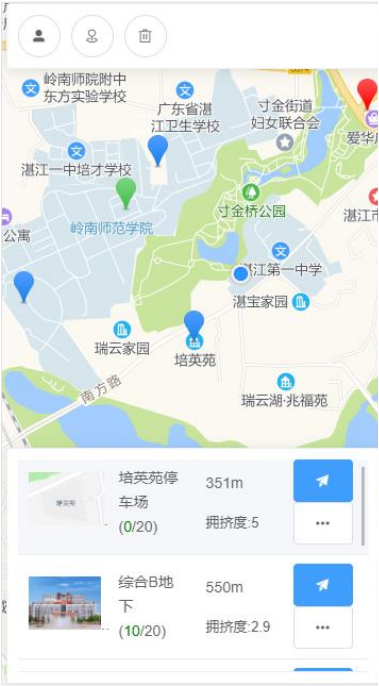 岭南师院附中
东方实验学校
广东省湛
江卫生学校
寸金街道
妇女联合会
爱华
湛江一中培才学校
寸金桥公园
湛江市
公寓
岭南师范学院
湛江第一中学
湛宝家园
瑞云家园
培英苑
南方路
瑞云湖·兆福苑
培英苑停
车场
(0/20)
351m
拥挤度:5
综合B地
下
(10/20)
550m
拥挤度:2.9